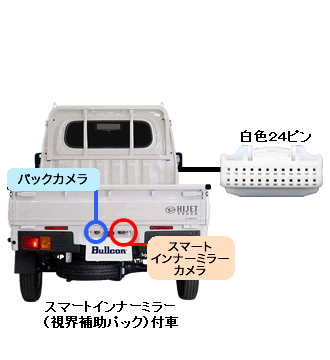 白色24ピン
バックカメラ
HIJET
TRUCK
Bullcon
スマート
インナーミラー
カメラ
スマートインナーミラー
(視界補助パック)付車